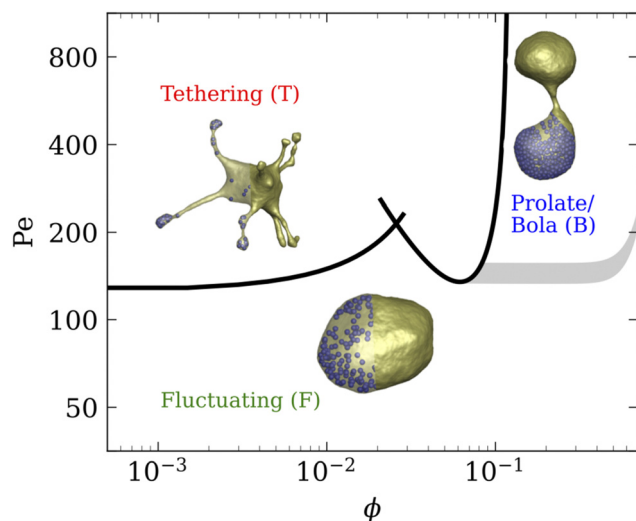 Tethering (T)
Prolate/
Bola (B)
Fluctuating (F)
Pe
800
400
200
100
50
10⁻³
10⁻²
10⁻¹
ϕ